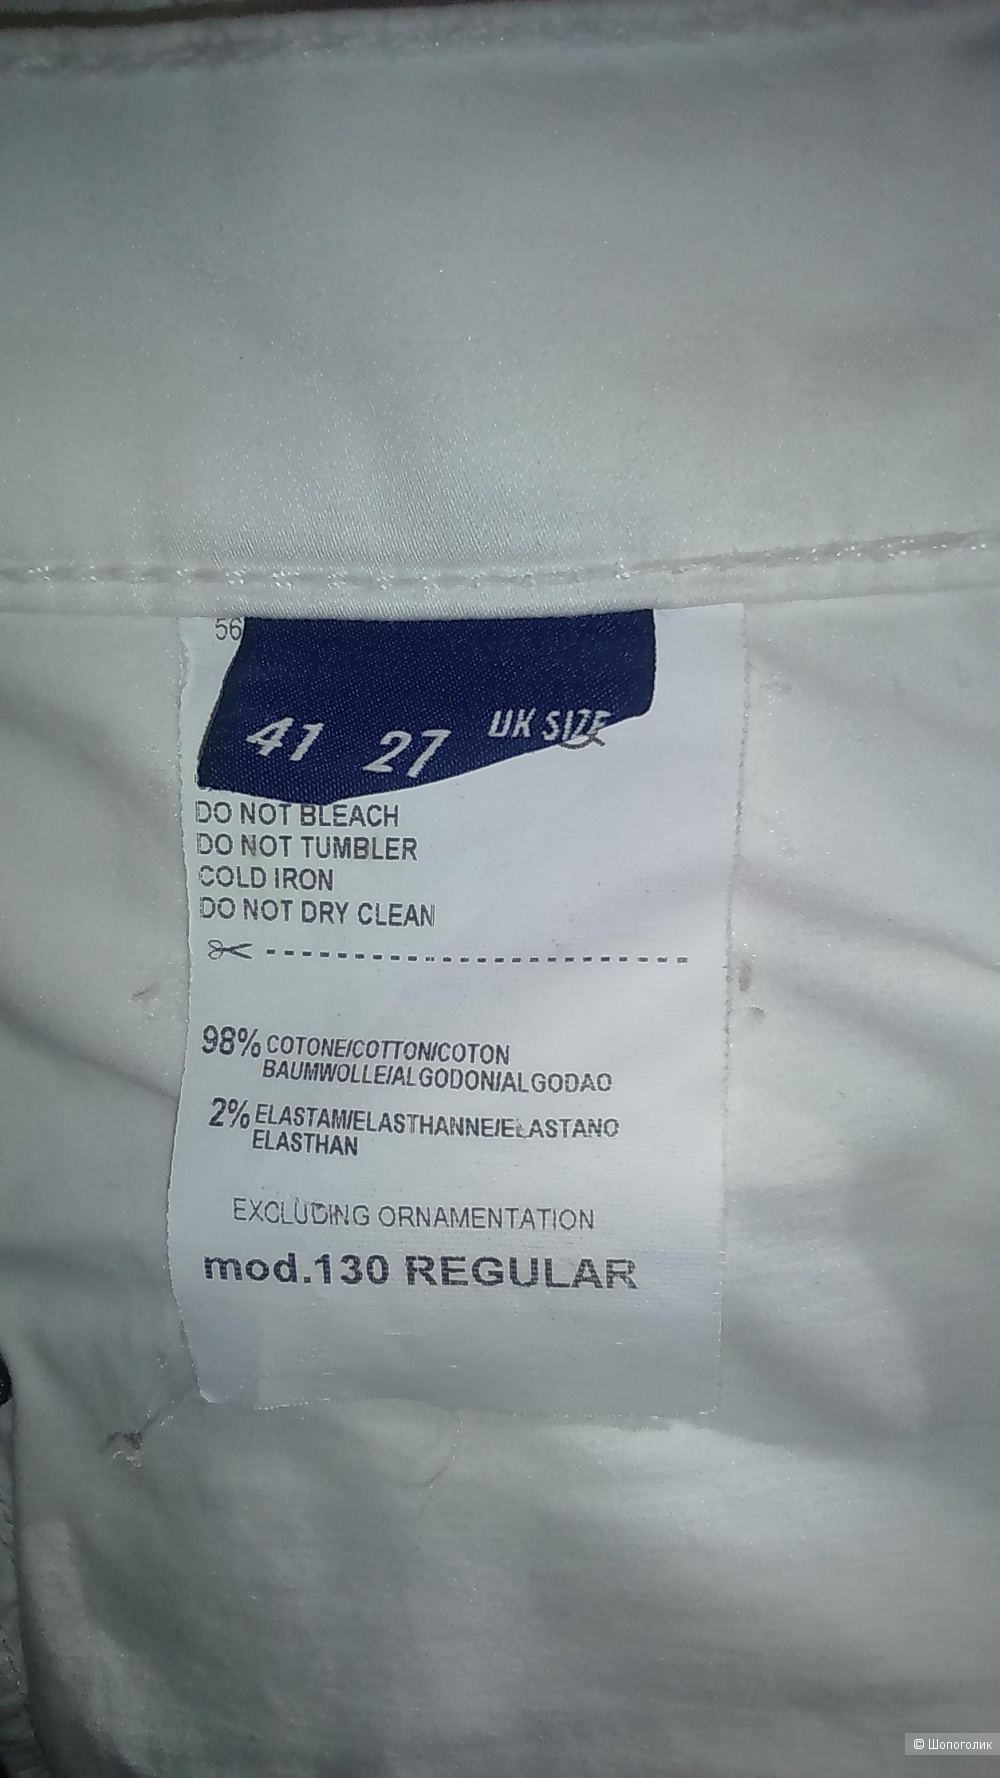 56
41 27 UK SIZE
DO NOT BLEACH
DO NOT TUMBLER
COLD IRON
DO NOT DRY CLEAN
98% COTONE/COTTON/COTON
BAUMWOLLE/ALGODON/ALGODAO
2% ELASTAM/ELASTHANNE/ELASTANO
ELASTHAN
EXCLUDING ORNAMENTATION
mod.130 REGULAR
© Шопоголик